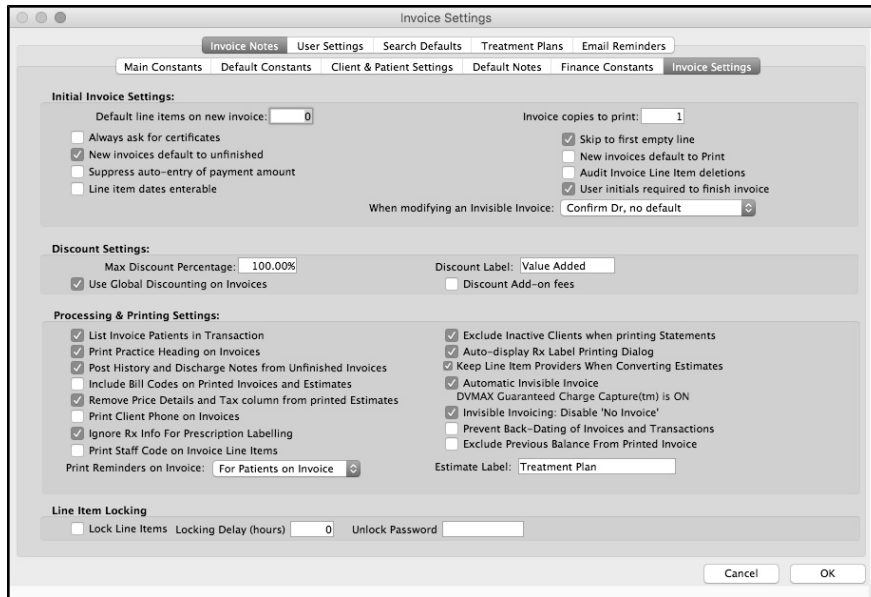 Invoice Settings
Invoice Notes User Settings Search Defaults Treatment Plans Email Reminders
Main Constants Default Constants Client & Patient Settings Default Notes Finance Constants Invoice Settings
Initial Invoice Settings:
Default line items on new invoice: 0 Invoice copies to print: 1
Always ask for certificates Skip to first empty line
New invoices default to unfinished New invoices default to Print
Suppress auto-entry of payment amount Audit Invoice Line Item deletions
Line item dates enterable User initials required to finish invoice
When modifying an Invisible Invoice: Confirm Dr, no default
Discount Settings:
Max Discount Percentage: 100.00% Discount Label: Value Added
Use Global Discounting on Invoices Discount Add-on fees
Processing & Printing Settings:
List Invoice Patients in Transaction Exclude Inactive Clients when printing Statements
Print Practice Heading on Invoices Auto-display Rx Label Printing Dialog
Post History and Discharge Notes from Unfinished Invoices Keep Line Item Providers When Converting Estimates
Include Bill Codes on Printed Invoices and Estimates Automatic Invisible Invoice
Remove Price Details and Tax column from printed Estimates DVMAX Guaranteed Charge Capture(tm) is ON
Print Client Phone on Invoices Invisible Invoicing: Disable 'No Invoice'
Ignore Rx Info For Prescription Labelling Prevent Back-Dating of Invoices and Transactions
Print Staff Code on Invoice Line Items Exclude Previous Balance From Printed Invoice
Print Reminders on Invoice: For Patients on Invoice Estimate Label: Treatment Plan
Line Item Locking
Lock Line Items Locking Delay (hours) 0 Unlock Password
Cancel OK